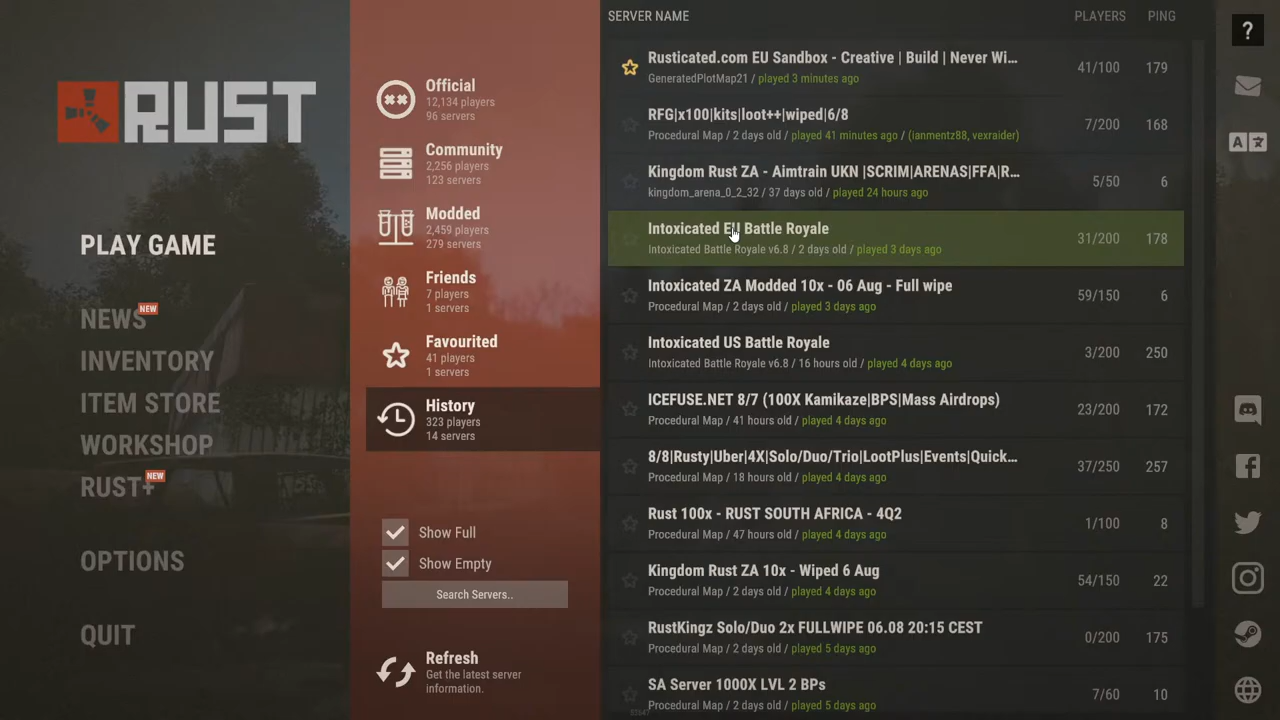 RUST
PLAY GAME
NEWS NEW
INVENTORY
ITEM STORE
WORKSHOP
RUST+ NEW
OPTIONS
QUIT
Official
12,134 players
96 servers
Community
2,256 players
123 servers
Modded
2,459 players
279 servers
Friends
7 players
1 servers
Favourited
41 players
1 servers
History
323 players
14 servers
Show Full
Show Empty
Search Servers..
Refresh
Get the latest server
information.
SERVER NAME PLAYERS PING
Rusticated.com EU Sandbox - Creative | Build | Never Wi... 41/100 179
GeneratedPlotMap21 / played 3 minutes ago
RFG|x100|kits|loot++|wiped|6/8 7/200 168
Procedural Map / 2 days old / played 41 minutes ago / (ianmentz88, vexraider)
Kingdom Rust ZA - Aimtrain UKN |SCRIM|ARENAS|FFA|R... 5/50 6
kingdom_arena_0_2_32 / 37 days old / played 24 hours ago
Intoxicated EU Battle Royale 31/200 178
Intoxicated Battle Royale v6.8 / 2 days old / played 3 days ago
Intoxicated ZA Modded 10x - 06 Aug - Full wipe 59/150 6
Procedural Map / 2 days old / played 3 days ago
Intoxicated US Battle Royale 3/200 250
Intoxicated Battle Royale v6.8 / 16 hours old / played 4 days ago
ICEFUSE.NET 8/7 (100X Kamikaze|BPS|Mass Airdrops) 23/200 172
Procedural Map / 41 hours old / played 4 days ago
8/8|Rusty|Uber|4X|Solo/Duo/Trio|LootPlus|Events|Quick... 37/250 257
Procedural Map / 18 hours old / played 4 days ago
Rust 100x - RUST SOUTH AFRICA - 4Q2 1/100 8
Procedural Map / 47 hours old / played 4 days ago
Kingdom Rust ZA 10x - Wiped 6 Aug 54/150 22
Procedural Map / 2 days old / played 4 days ago
RustKingz Solo/Duo 2x FULLWIPE 06.08 20:15 CEST 0/200 175
Procedural Map / 2 days old / played 5 days ago
SA Server 1000X LVL 2 BPs 7/60 10
Procedural Map / 2 days old / played 5 days ago
?